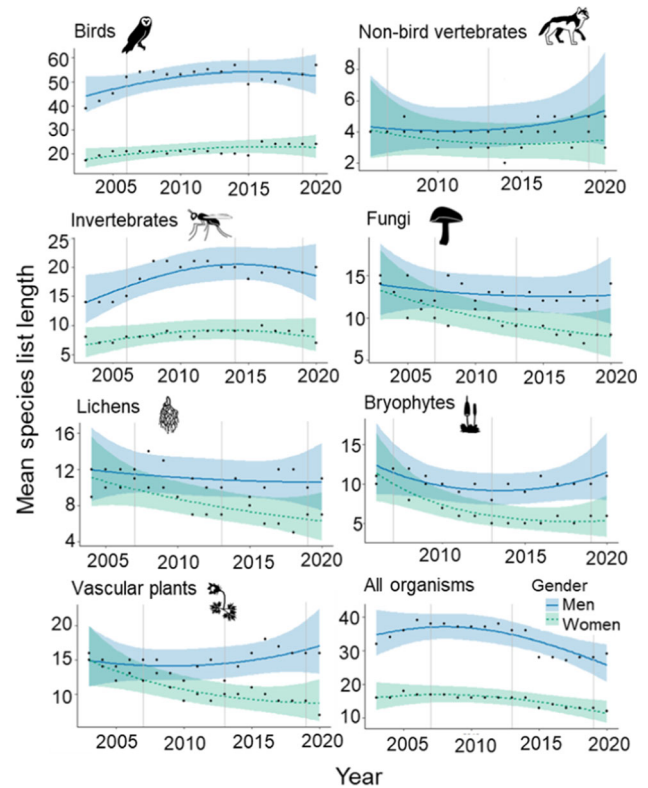 Birds
60
50
40
30
20
2005 2010 2015 2020
Non-bird vertebrates
8
6
4
2
2010 2015 2020
Invertebrates
25
20
15
10
5
2005 2010 2015 2020
Fungi
15
10
5
2005 2010 2015 2020
Lichens
16
12
8
4
2005 2010 2015 2020
Bryophytes
15
10
5
2010 2015 2020
Vascular plants
20
15
10
2005 2010 2015 2020
All organisms
Gender
Men
Women
40
30
20
10
2005 2010 2015 2020
Mean species list length
Year